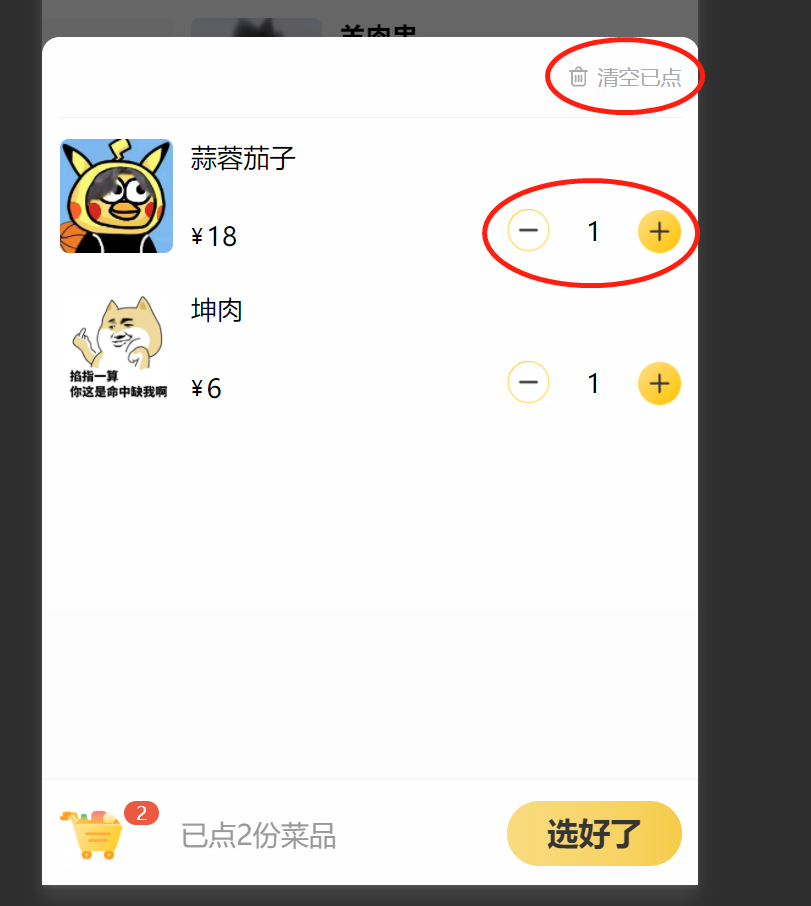 羊肉串
清空已点
蒜蓉茄子
¥18
1
坤肉
掐指一算
你这是命中缺我啊
¥6
1
2
已点2份菜品
选好了